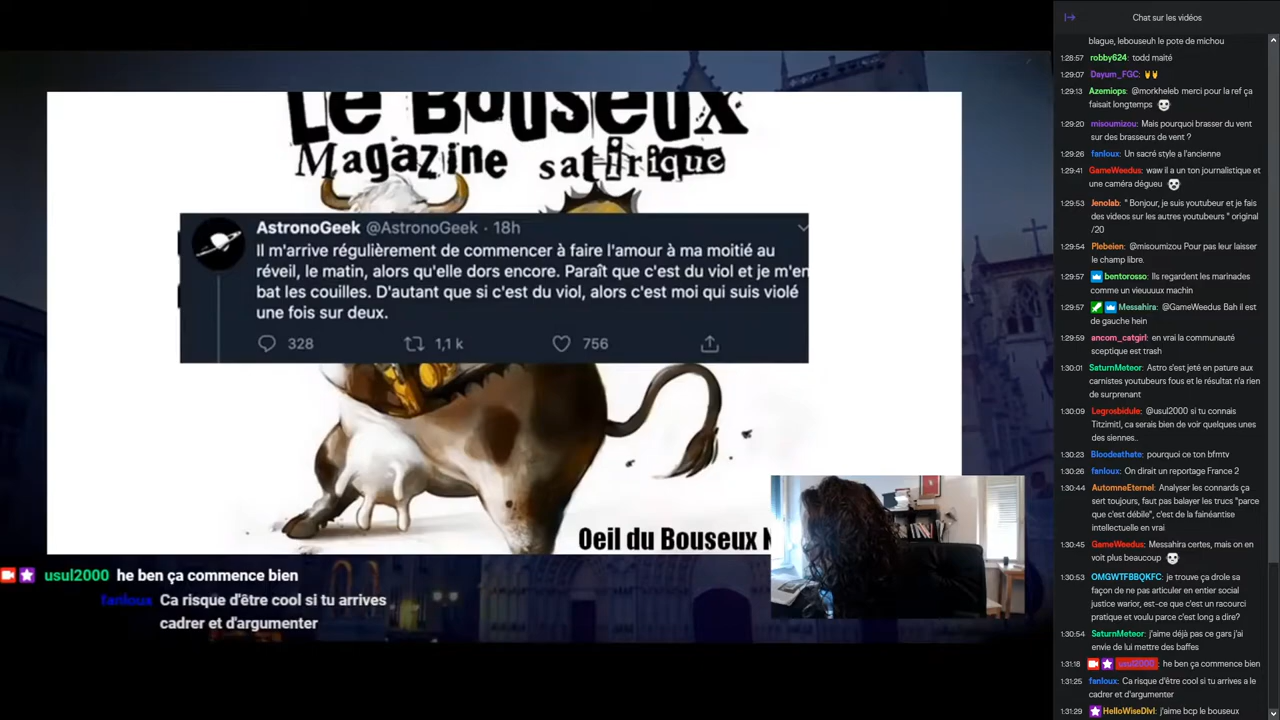 Le Bouseux
Magazine satirique
AstronoGeek @AstronoGeek · 18h
Il m'arrive régulièrement de commencer à faire l'amour à ma moitié au
réveil, le matin, alors qu'elle dors encore. Paraît que c'est du viol et je m'en
bat les couilles. D'autant que si c'est du viol, alors c'est moi qui suis violé
une fois sur deux.
328 1,1 k 756
Oeil du Bouseux
usul2000 he ben ça commence bien
fanloux Ca risque d'être cool si tu arrives
cadrer et d'argumenter
Chat sur les vidéos
blague, lebouseuh le pote de michou
1:28:57 robby624: todd maité
1:29:07 Dayum_FGC:
1:29:13 Azemiops: @morkheleb merci pour la ref ça
faisait longtemps
1:29:20 misoumizou: Mais pourquoi brasser du vent
sur des brasseurs de vent ?
1:29:26 fanloux: Un sacré style a l'ancienne
1:29:41 GameWeedus: waw il a un ton journalistique et
une caméra dégueu
1:29:53 Jenolab: " Bonjour, je suis youtubeur et je fais
des videos sur les autres youtubeurs " original
/20
1:29:54 Plebeien: @misoumizou Pour pas leur laisser
le champ libre.
1:29:57 bentorosso: Ils regardent les marinades
comme un vieuuuux machin
1:29:57 Messahira: @GameWeedus Bah il est
de gauche hein
1:29:59 ancom_catgirl: en vrai la communauté
sceptique est trash
1:30:01 SaturnMeteor: Astro s'est jeté en pature aux
carnistes youtubeurs fous et le résultat n'a rien
de surprenant
1:30:09 Legrosbidule: @usul2000 si tu connais
Titzimitl, ca serais bien de voir quelques unes
des siennes..
1:30:23 Bloodeathate: pourquoi ce ton bfmtv
1:30:26 fanloux: On dirait un reportage France 2
1:30:44 AutomneEternel: Analyser les connards ça
sert toujours, faut pas balayer les trucs "parce
que c'est débile", c'est de la fainéantise
intellectuelle en vrai
1:30:45 GameWeedus: Messahira certes, mais on en
voit plus beaucoup
1:30:53 OMGWTFBBQKFC: je trouve ça drole sa
façon de ne pas articuler en entier social
justice warior, est-ce que c'est un racourci
pratique et voulu parce c'est long a dire?
1:30:54 SaturnMeteor: j'aime déjà pas ce gars j'ai
envie de lui mettre des baffes
1:31:18 usul2000: he ben ça commence bien
1:31:25 fanloux: Ca risque d'être cool si tu arrives a le
cadrer et d'argumenter
1:31:29 HelloWiseDlvl: j'aime bcp le bouseux